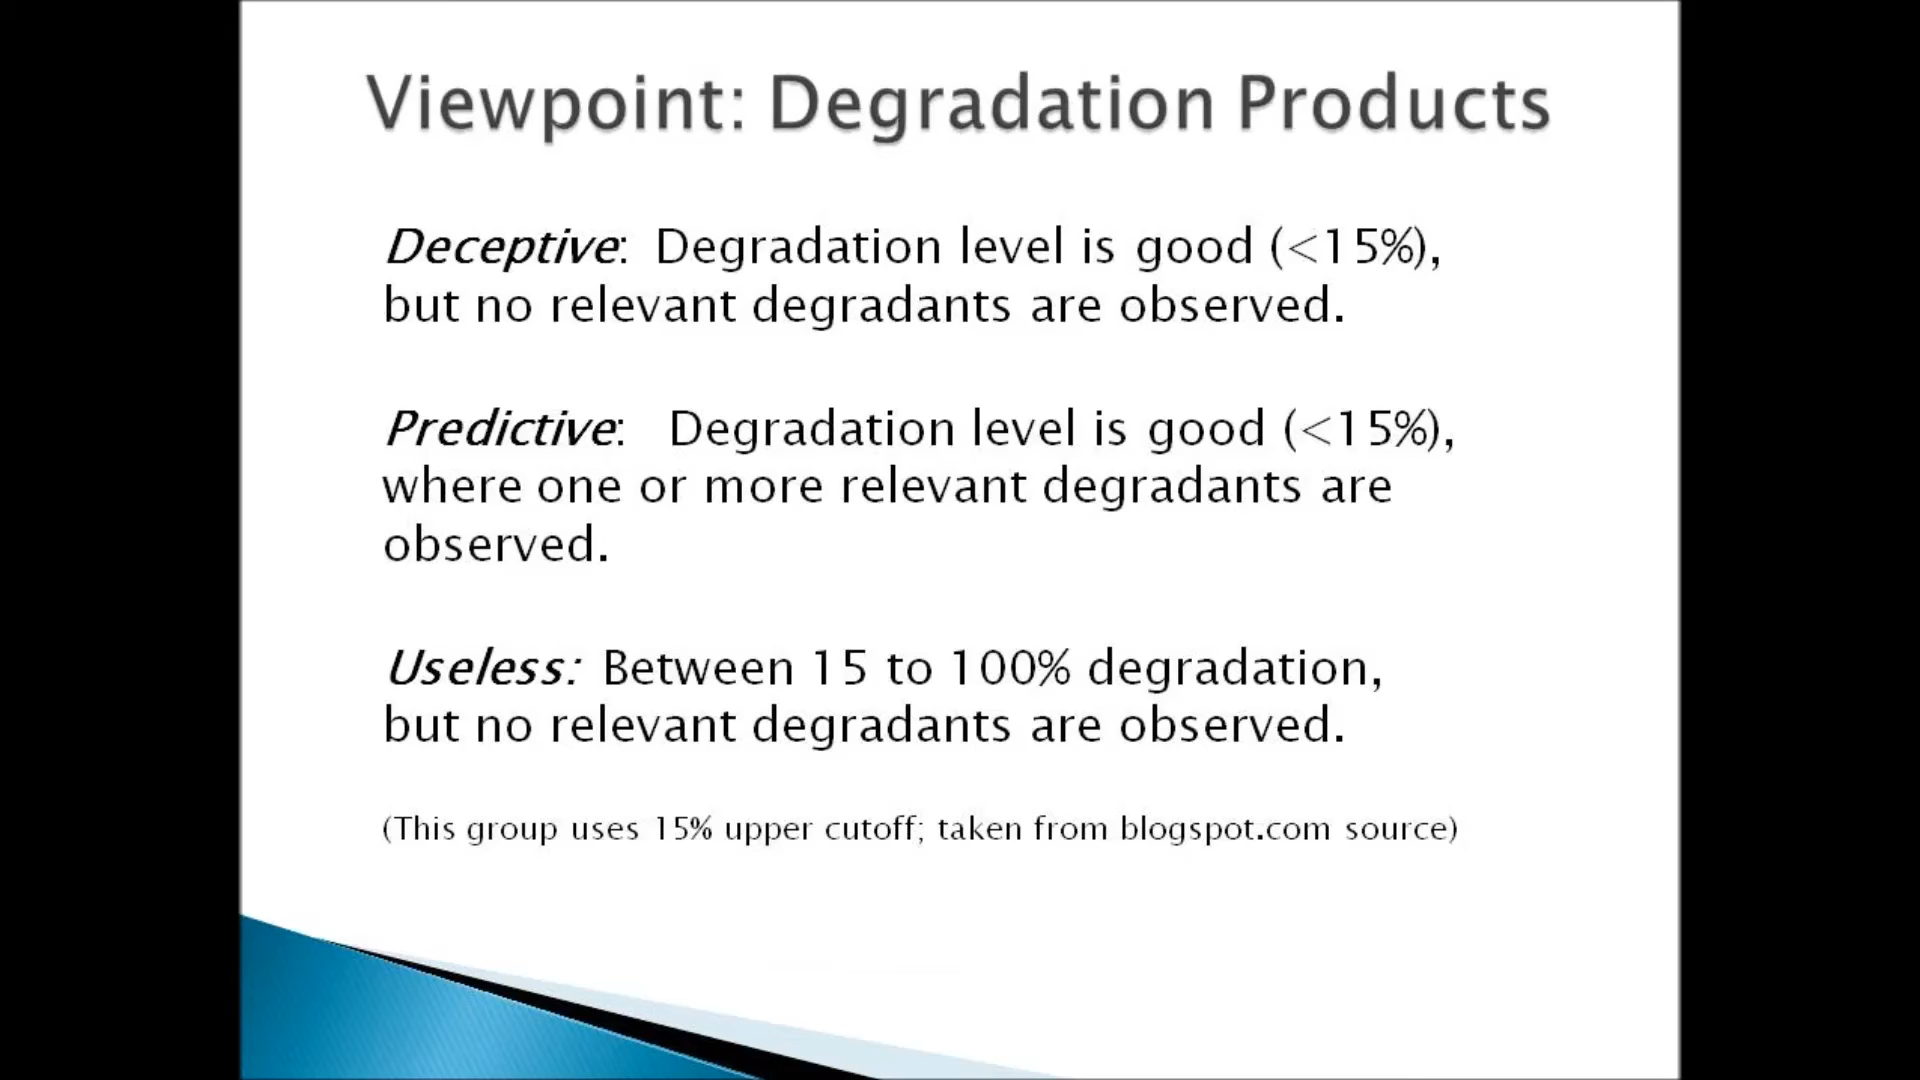 Viewpoint: Degradation Products
Deceptive: Degradation level is good (<15%),
but no relevant degradants are observed.
Predictive: Degradation level is good (<15%),
where one or more relevant degradants are
observed.
Useless: Between 15 to 100% degradation,
but no relevant degradants are observed.
(This group uses 15% upper cutoff; taken from blogspot.com source)